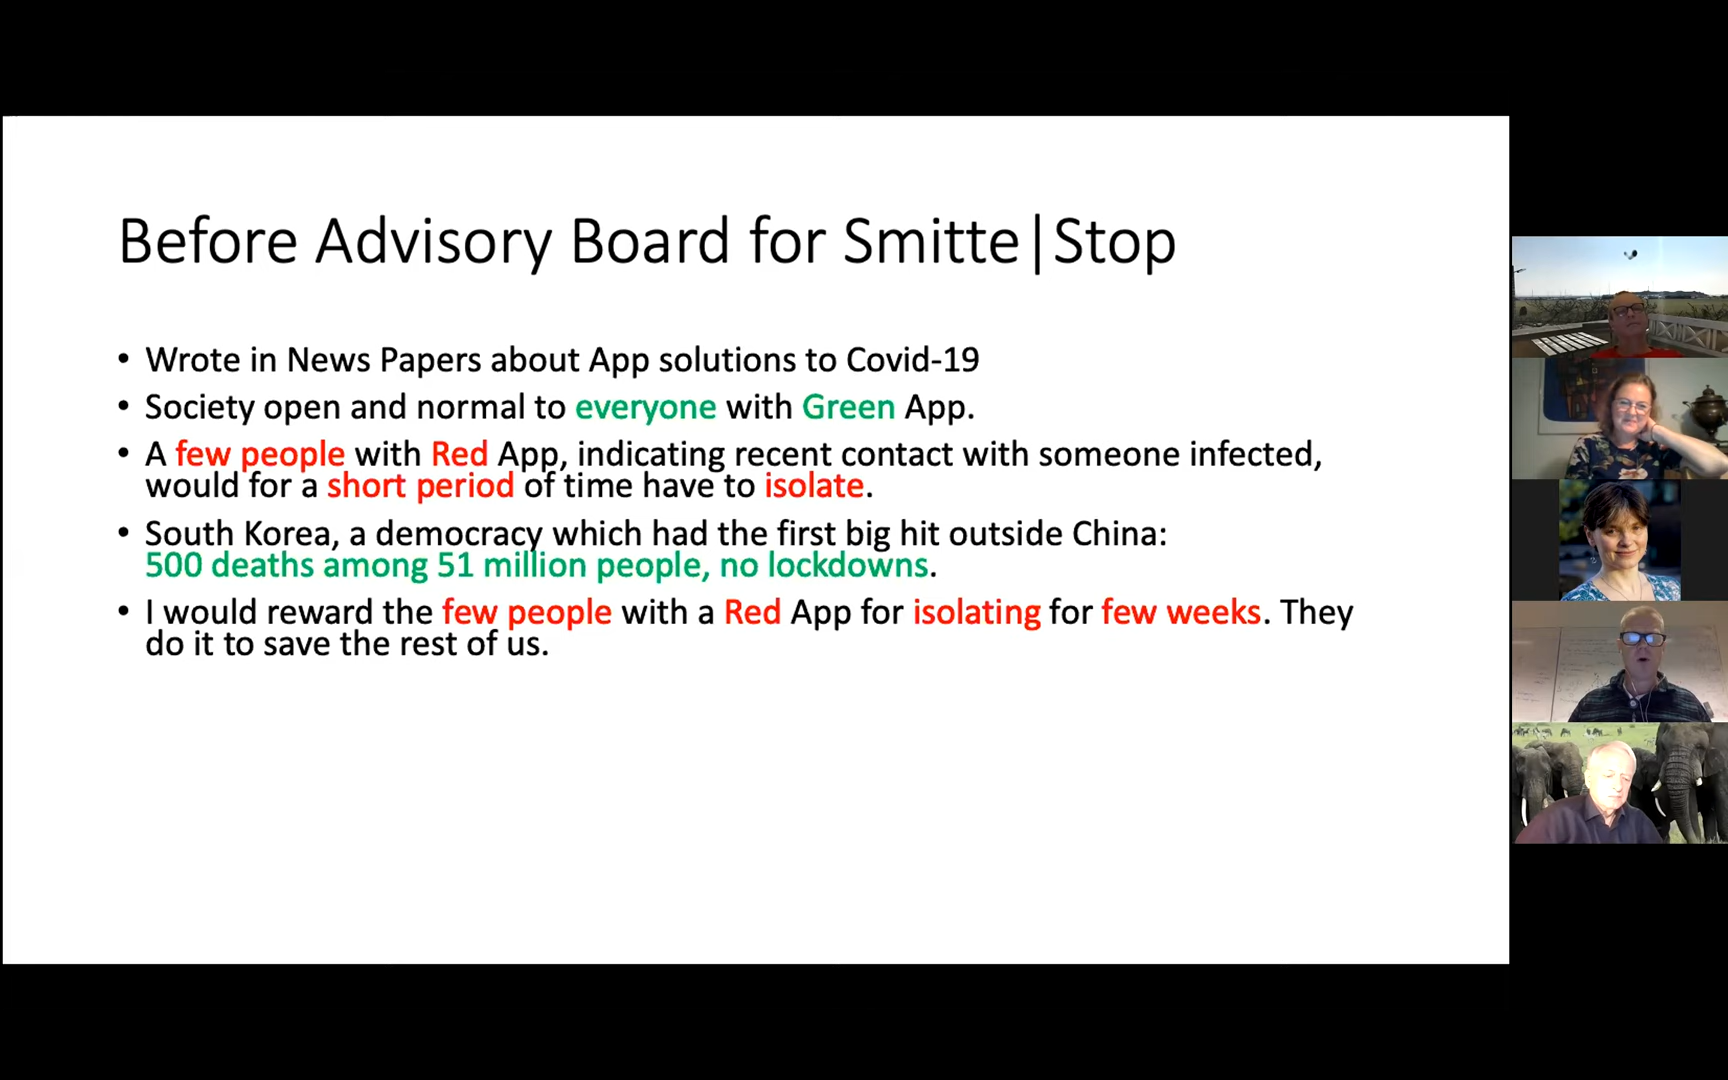 Before Advisory Board for Smitte|Stop
• Wrote in News Papers about App solutions to Covid-19
• Society open and normal to everyone with Green App.
• A few people with Red App, indicating recent contact with someone infected,
would for a short period of time have to isolate.
• South Korea, a democracy which had the first big hit outside China:
500 deaths among 51 million people, no lockdowns.
• I would reward the few people with a Red App for isolating for few weeks. They
do it to save the rest of us.